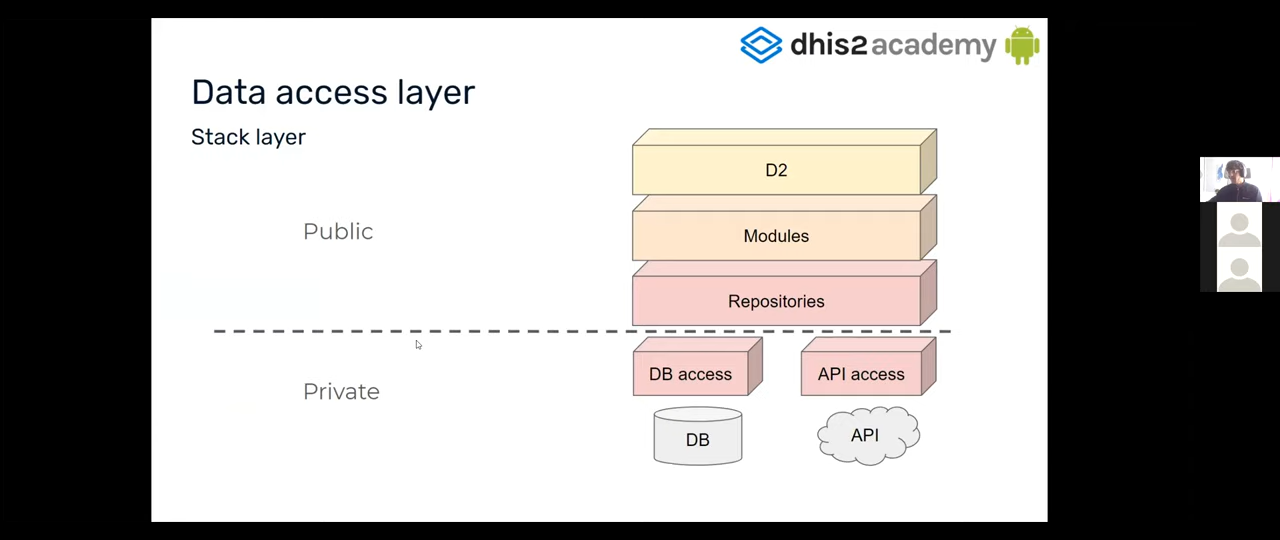 dhis2 academy
Data access layer
Stack layer
D2
Public
Modules
Repositories
DB access
API access
Private
DB
API